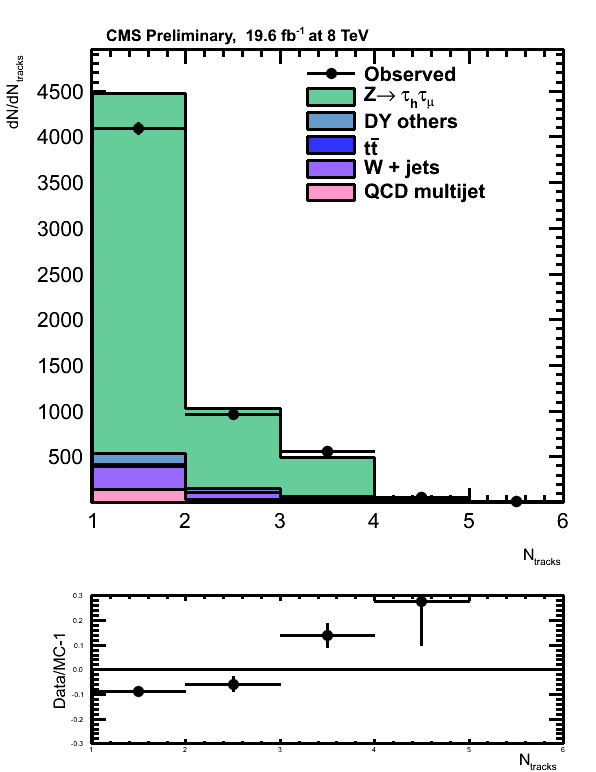 CMS Preliminary, 19.6 fb⁻¹ at 8 TeV
dN/dN_tracks
4500
4000
3500
3000
2500
2000
1500
1000
500
Observed
Z→ τ_hτ_μ
DY others
tt̄
W + jets
QCD multijet
1 2 3 4 5 6
N_tracks
Data/MC-1
0.3
0.2
0.1
0.0
-0.1
-0.2
-0.3
1 2 3 4 5 6
N_tracks